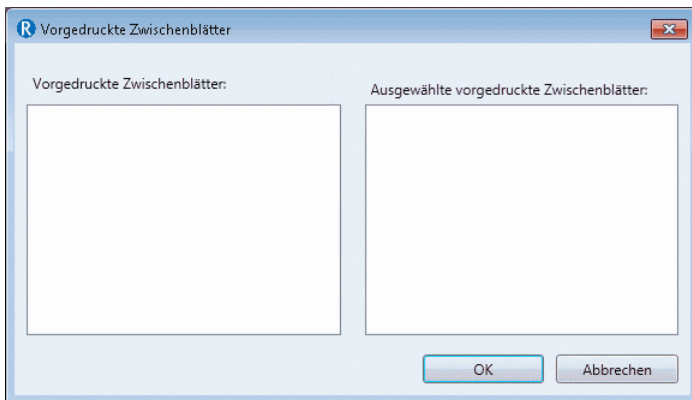 R Vorgedruckte Zwischenblätter
Vorgedruckte Zwischenblätter:
Ausgewählte vorgedruckte Zwischenblätter:
OK
Abbrechen